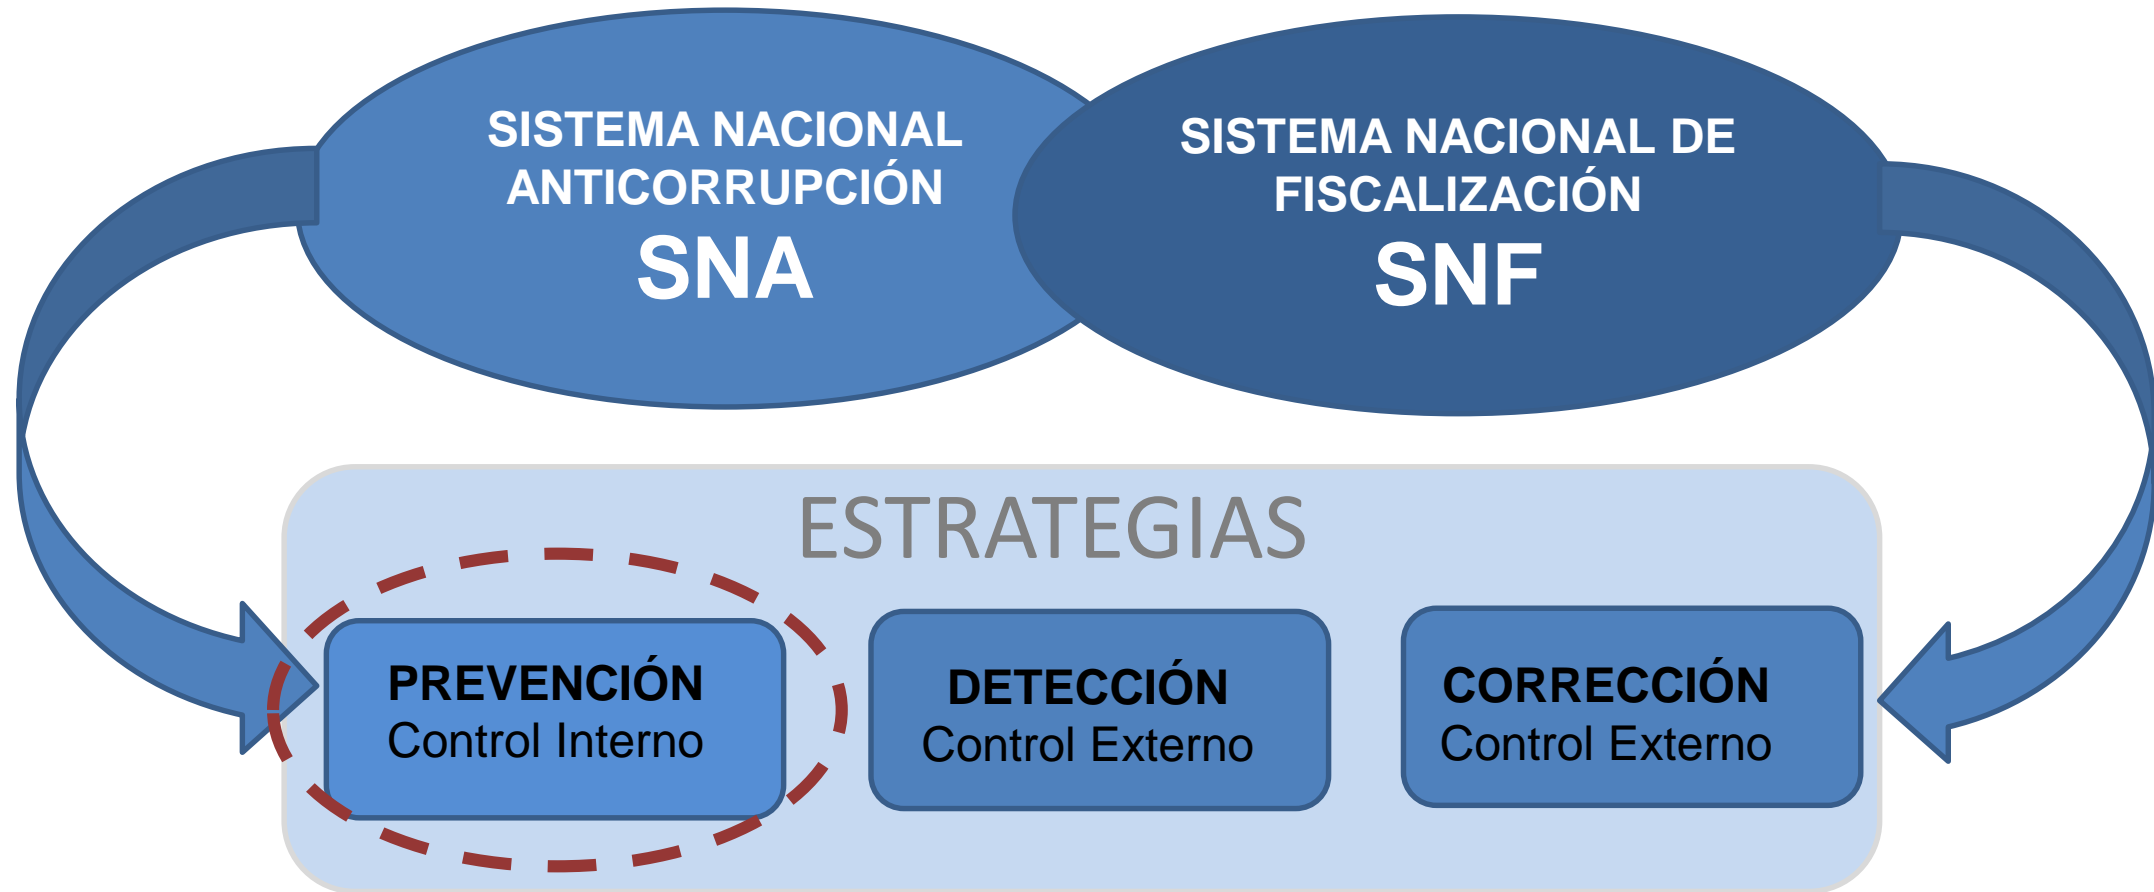 SISTEMA NACIONAL
ANTICORRUPCIÓN
SNA
SISTEMA NACIONAL DE
FISCALIZACIÓN
SNF
ESTRATEGIAS
PREVENCIÓN
Control Interno
DETECCIÓN
Control Externo
CORRECCIÓN
Control Externo